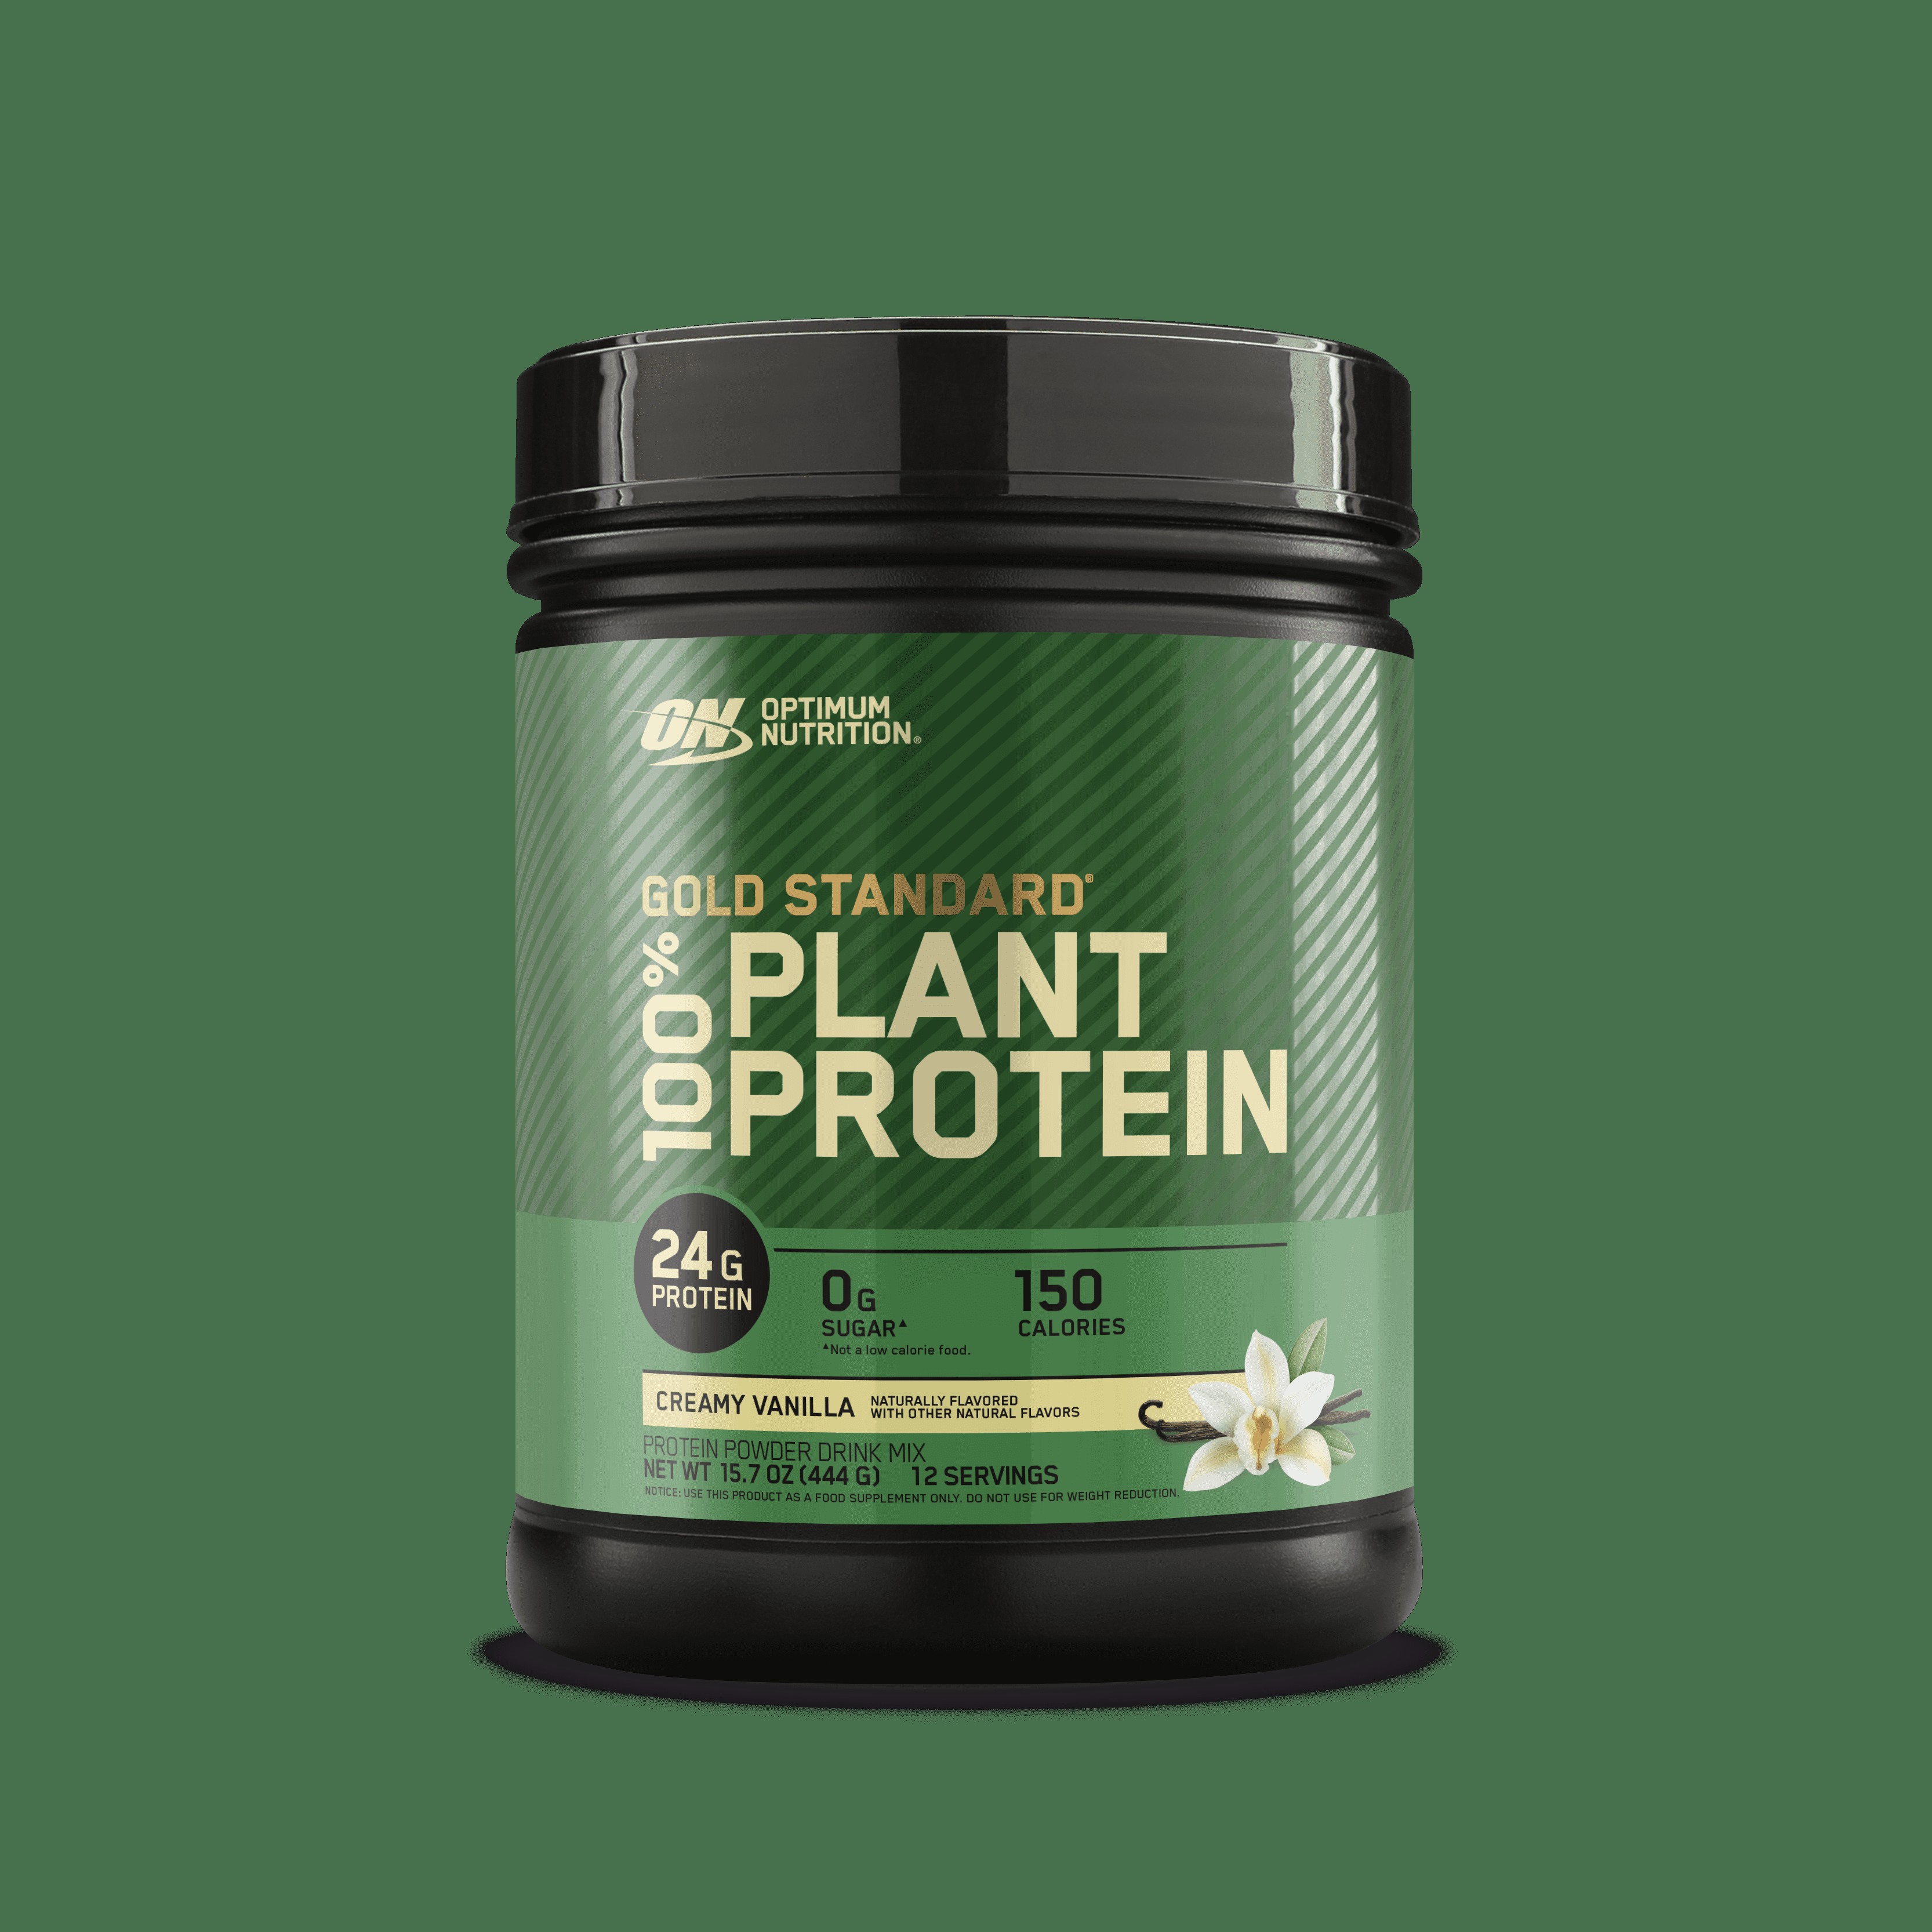 ON OPTIMUM
NUTRITION®
GOLD STANDARD®
100% PLANT
PROTEIN
24 G
PROTEIN
0 G
SUGAR▲
▲Not a low calorie food.
150
CALORIES
CREAMY VANILLA NATURALLY FLAVORED
WITH OTHER NATURAL FLAVORS
PROTEIN POWDER DRINK MIX
NET WT 15.7 OZ (444 G) 12 SERVINGS
NOTICE: USE THIS PRODUCT AS A FOOD SUPPLEMENT ONLY. DO NOT USE FOR WEIGHT REDUCTION.